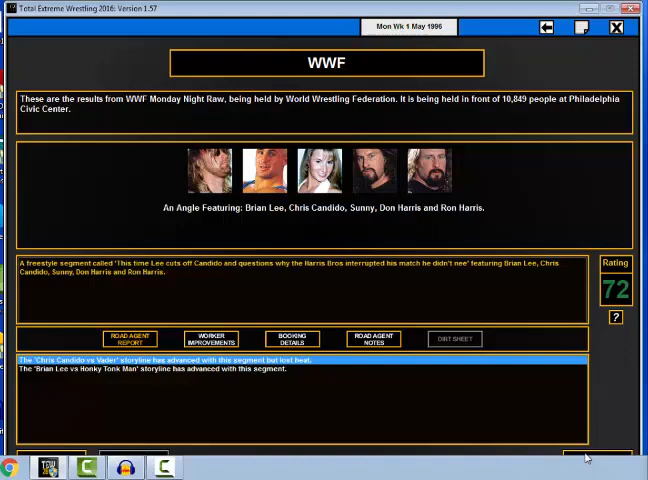 Total Extreme Wrestling 2016: Version 1.57
Mon Wk 1 May 1996
WWF
These are the results from WWF Monday Night Raw, being held by World Wrestling Federation. It is being held in front of 10,849 people at Philadelphia
Civic Center.
An Angle Featuring: Brian Lee, Chris Candido, Sunny, Don Harris and Ron Harris.
A freestyle segment called 'This time Lee cuts off Candido and questions why the Harris Bros interrupted his match he didn't nee' featuring Brian Lee, Chris
Candido, Sunny, Don Harris and Ron Harris.
Rating
72
?
ROAD AGENT
REPORT
WORKER
IMPROVEMENTS
BOOKING
DETAILS
ROAD AGENT
NOTES
DIRT SHEET
The 'Chris Candido vs Vader' storyline has advanced with this segment but lost heat.
The 'Brian Lee vs Honky Tonk Man' storyline has advanced with this segment.